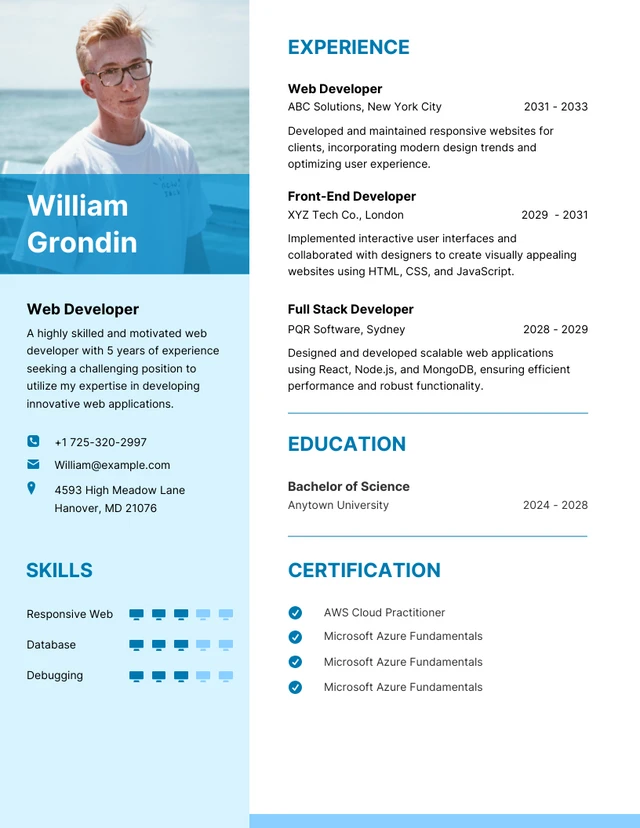 William
Grondin
Web Developer
A highly skilled and motivated web
developer with 5 years of experience
seeking a challenging position to
utilize my expertise in developing
innovative web applications.
+1 725-320-2997
William@example.com
4593 High Meadow Lane
Hanover, MD 21076
SKILLS
Responsive Web
Database
Debugging
EXPERIENCE
Web Developer
ABC Solutions, New York City 2031 - 2033
Developed and maintained responsive websites for
clients, incorporating modern design trends and
optimizing user experience.
Front-End Developer
XYZ Tech Co., London 2029 - 2031
Implemented interactive user interfaces and
collaborated with designers to create visually appealing
websites using HTML, CSS, and JavaScript.
Full Stack Developer
PQR Software, Sydney 2028 - 2029
Designed and developed scalable web applications
using React, Node.js, and MongoDB, ensuring efficient
performance and robust functionality.
EDUCATION
Bachelor of Science
Anytown University 2024 - 2028
CERTIFICATION
AWS Cloud Practitioner
Microsoft Azure Fundamentals
Microsoft Azure Fundamentals
Microsoft Azure Fundamentals